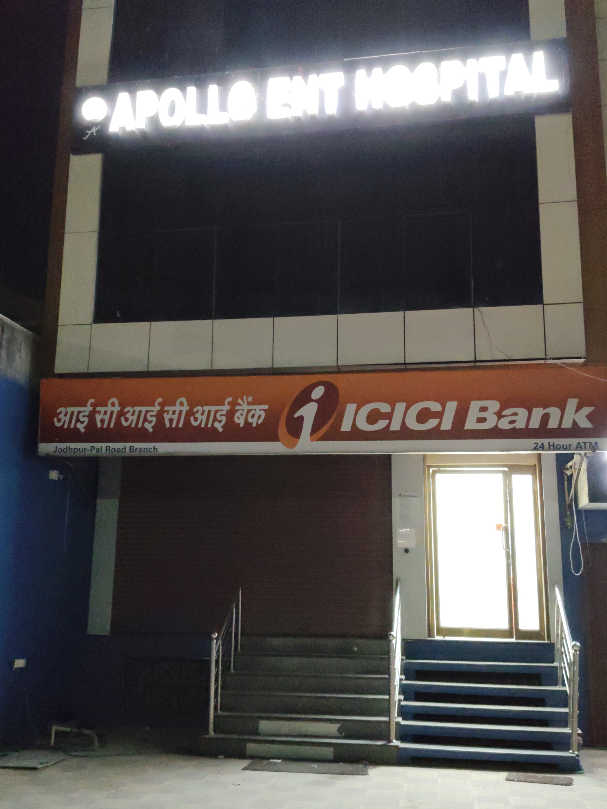 APOLLO ENT HOSPITAL
आई सी आई सी आई बैंक ICICI Bank
Jodhpur-Pal Road Branch 24 Hour ATM